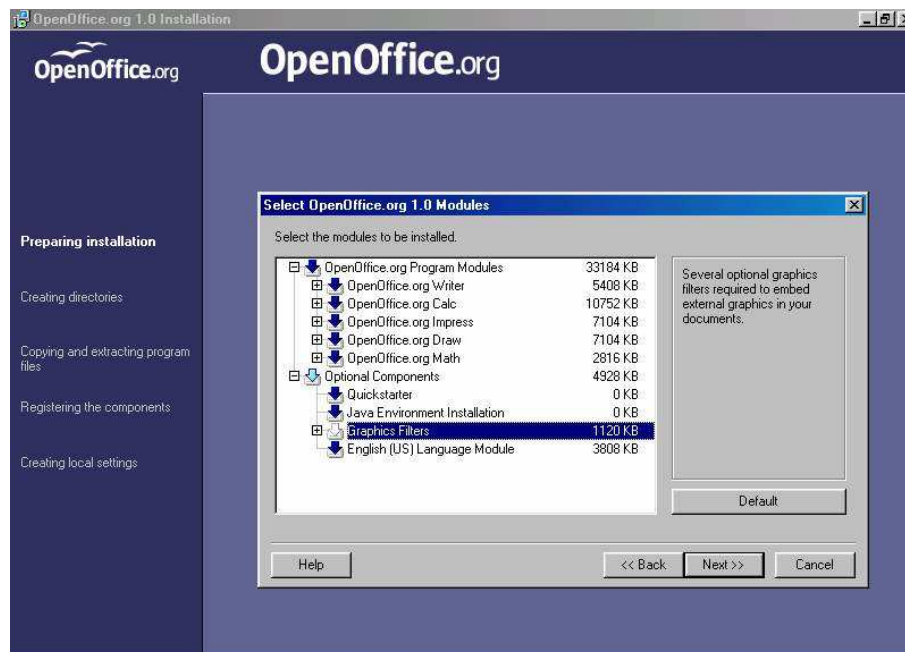 OpenOffice.org 1.0 Installation
OpenOffice.org
OpenOffice.org
Preparing installation
Creating directories
Copying and extracting program
files
Registering the components
Creating local settings
Select OpenOffice.org 1.0 Modules
Select the modules to be installed.
OpenOffice.org Program Modules 33184 KB
OpenOffice.org Writer 5408 KB
OpenOffice.org Calc 10752 KB
OpenOffice.org Impress 7104 KB
OpenOffice.org Draw 7104 KB
OpenOffice.org Math 2816 KB
Optional Components 4928 KB
Quickstarter 0 KB
Java Environment Installation 0 KB
Graphics Filters 1120 KB
English (US) Language Module 3808 KB
Several optional graphics
filters required to embed
external graphics in your
documents.
Default
Help
<< Back
Next >>
Cancel